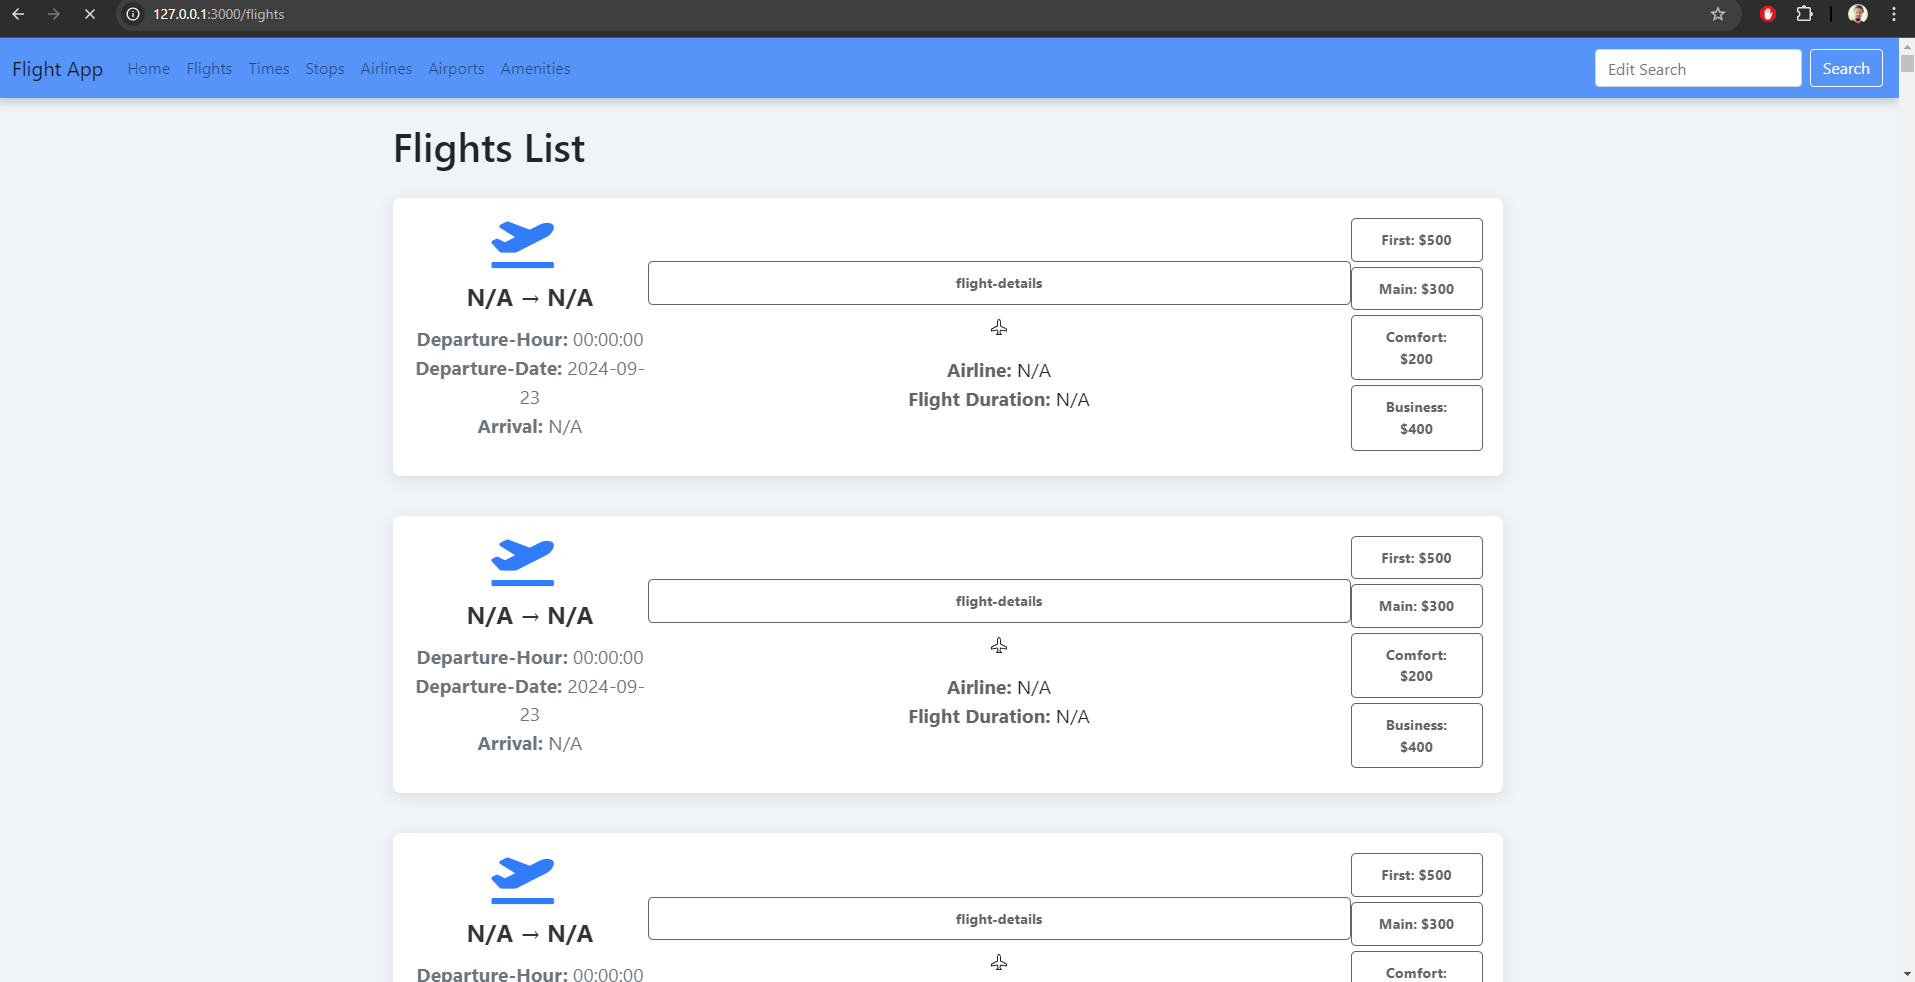 127.0.0.1:3000/flights
Flight App Home Flights Times Stops Airlines Airports Amenities Edit Search Search
Flights List
N/A → N/A
Departure-Hour: 00:00:00
Departure-Date: 2024-09-
23
Arrival: N/A
flight-details
Airline: N/A
Flight Duration: N/A
First: $500
Main: $300
Comfort:
$200
Business:
$400
N/A → N/A
Departure-Hour: 00:00:00
Departure-Date: 2024-09-
23
Arrival: N/A
flight-details
Airline: N/A
Flight Duration: N/A
First: $500
Main: $300
Comfort:
$200
Business:
$400
N/A → N/A
Departure-Hour: 00:00:00
flight-details
First: $500
Main: $300
Comfort: